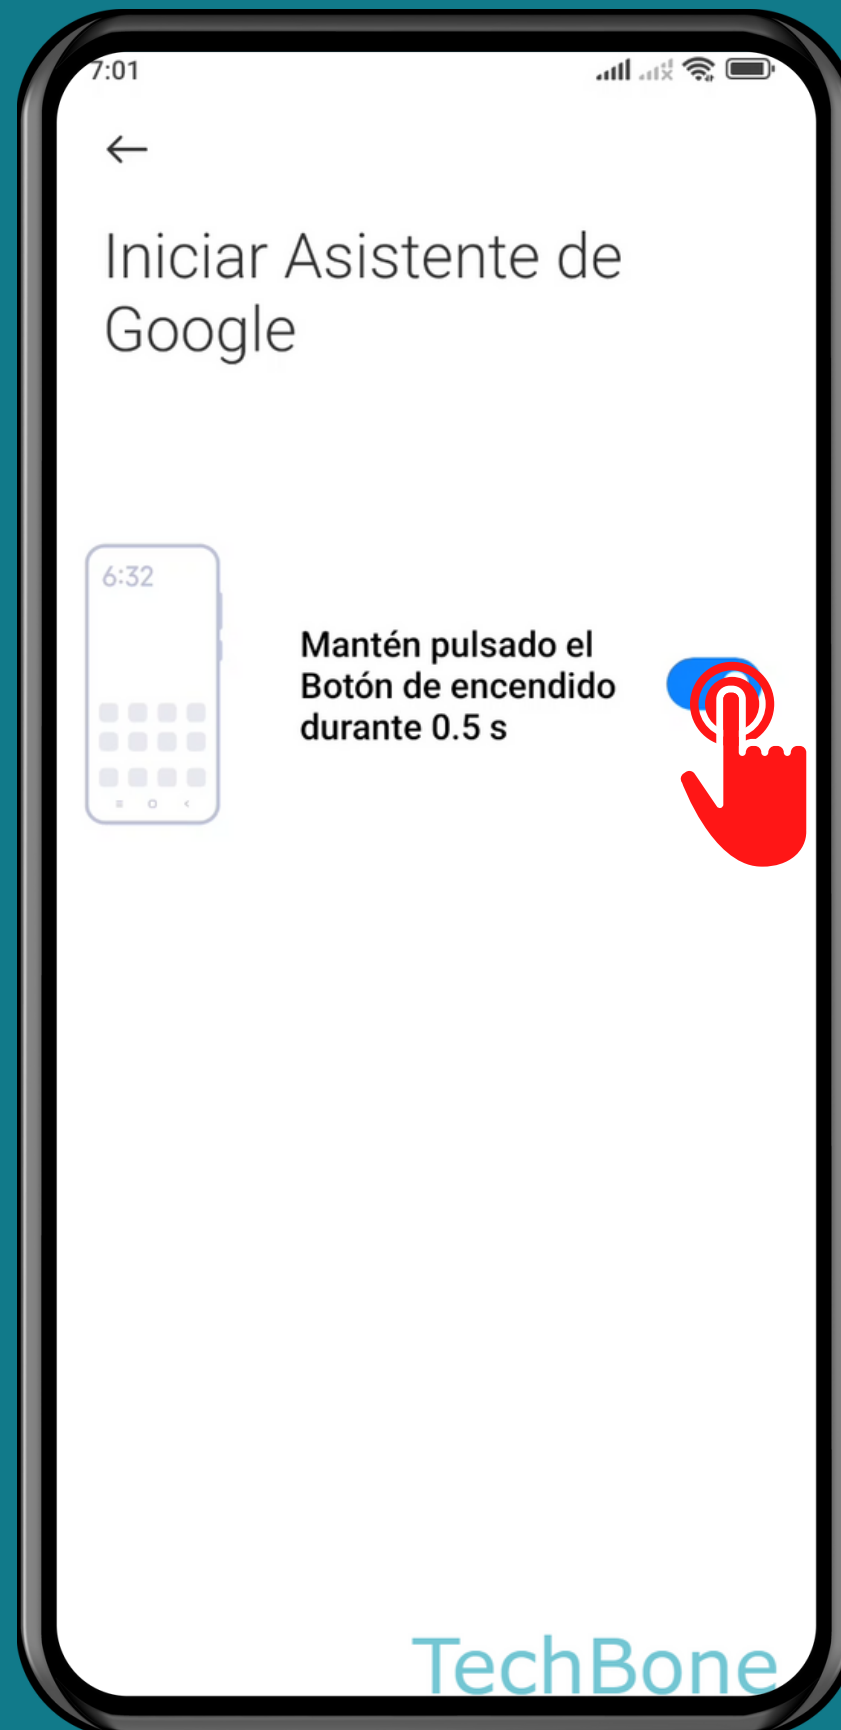 7:01
Iniciar Asistente de
Google
6:32
Mantén pulsado el
Botón de encendido
durante 0.5 s
TechBone